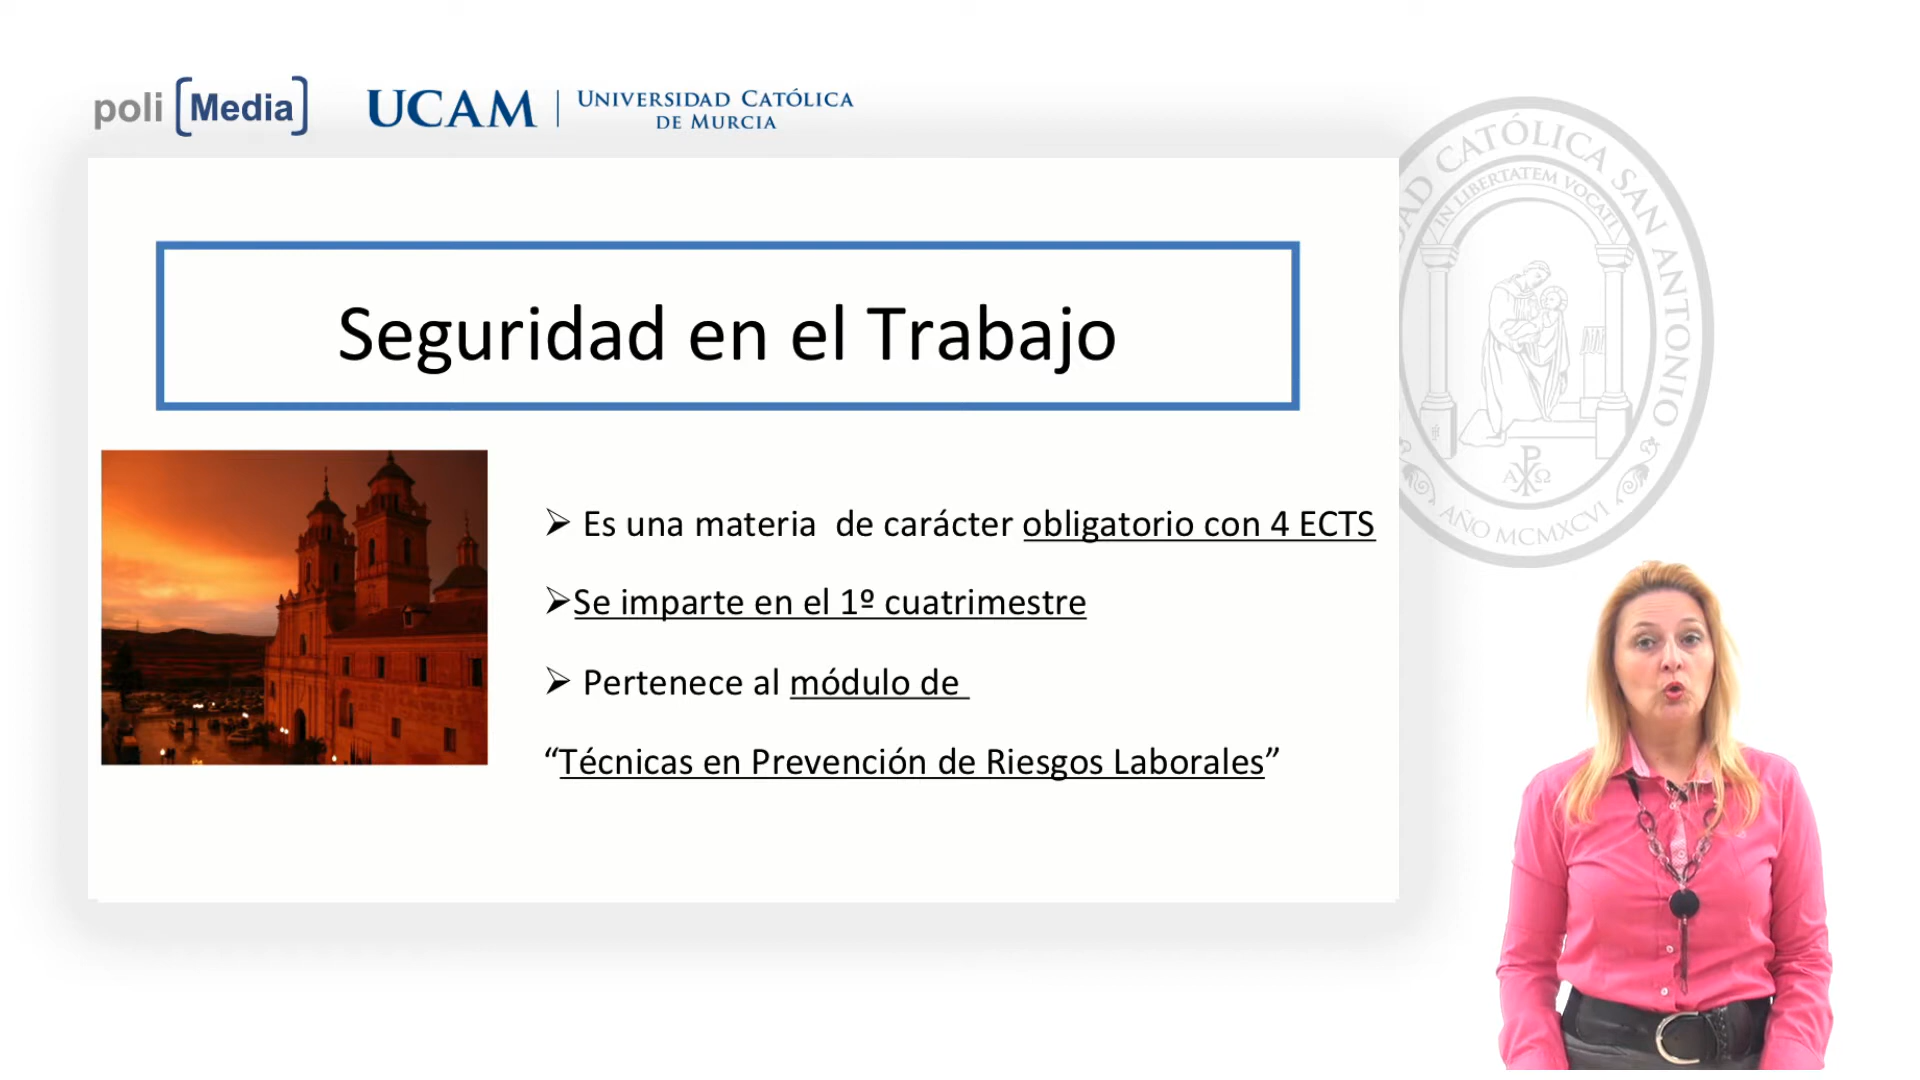 poli [Media]
UCAM | UNIVERSIDAD CATÓLICA
DE MURCIA
CATÓLICA SAN ANTONIO
IN LIBERTATEM VOCATI
AÑO MCMXCVI
Seguridad en el Trabajo
➢ Es una materia de carácter obligatorio con 4 ECTS
➢Se imparte en el 1º cuatrimestre
➢ Pertenece al módulo de
“Técnicas en Prevención de Riesgos Laborales”